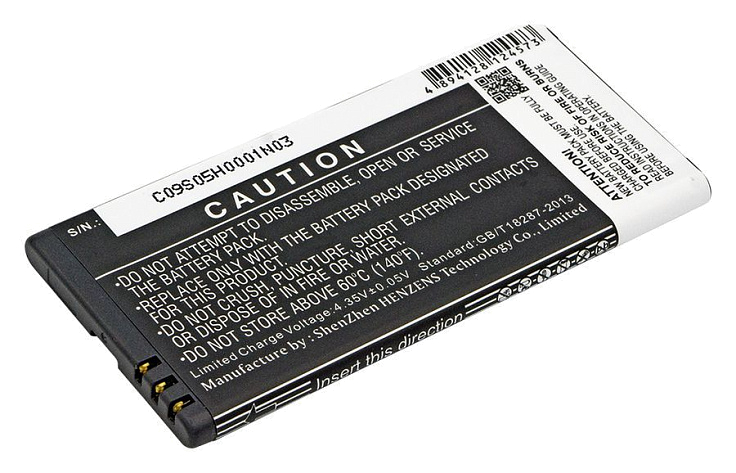 4 894128 124573
ATTENTION!
NEW BATTERY PACK MUST BE FULLY
CHARGED BEFORE USE.
TO REDUCE RISK OF FIRE OR BURNS
READ INSTRUCTIONS IN OPERATING GUIDE
BEFORE USING THE BATTERY.
S/N.: C09S05H0001N03
CAUTION
·DO NOT ATTEMPT TO DISASSEMBLE, OPEN OR SERVICE
THE BATTERY PACK.
·REPLACE ONLY WITH THE BATTERY PACK DESIGNATED
FOR THIS PRODUCT.
·DO NOT CRUSH, PUNCTURE, SHORT EXTERNAL CONTACTS
OR DISPOSE OF IN FIRE OR WATER.
·DO NOT STORE ABOVE 60°C (140°F).
Limited Charge Voltage:4.35V±0.05V Standard:GB/T18287-2013
Manufacture by:ShenZhen HENZENS Technology Co., Limited
Insert this direction